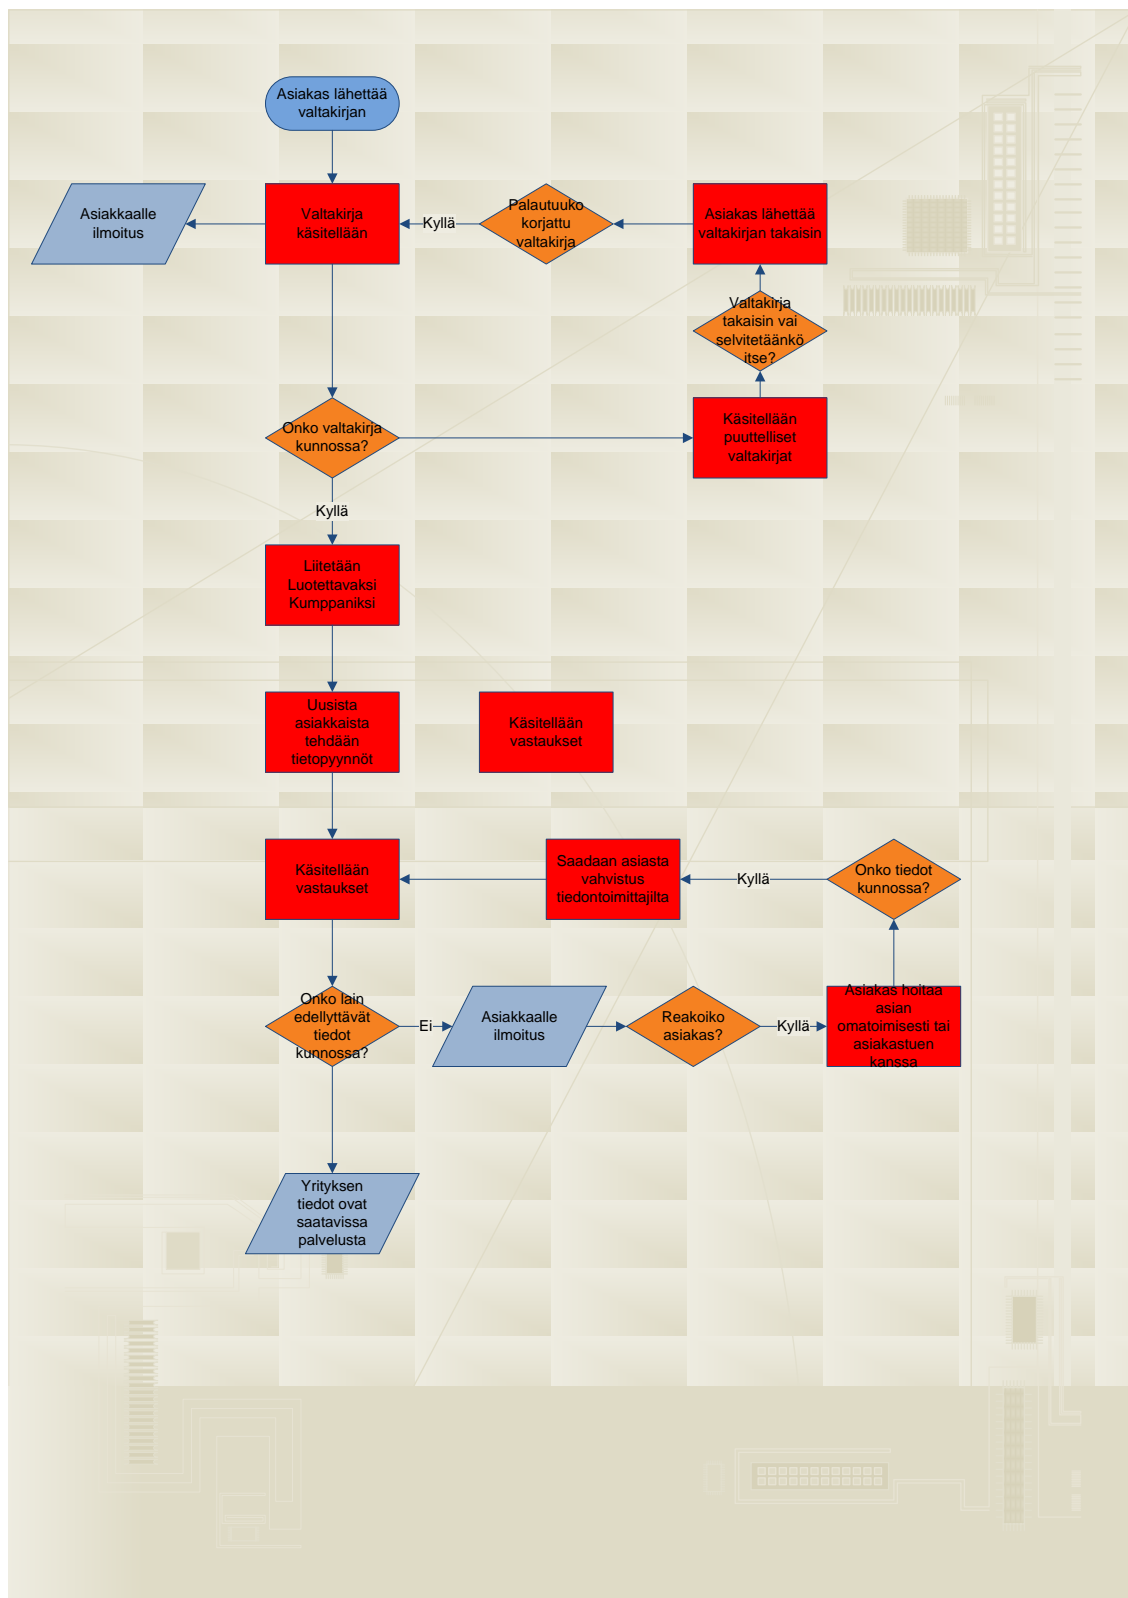 Asiakas lähettää
valtakirjan
Asiakkaalle
ilmoitus
Valtakirja
käsitellään
Kyllä
Palautuuko
korjattu
valtakirja
Asiakas lähettää
valtakirjan takaisin
Valtakirja
takaisin vai
selvitetäänkö
itse?
Onko valtakirja
kunnossa?
Käsitellään
puuttelliset
valtakirjat
Kyllä
Liitetään
Luotettavaksi
Kumppaniksi
Uusista
asiakkaista
tehdään
tietopyynnöt
Käsitellään
vastaukset
Käsitellään
vastaukset
Saadaan asiasta
vahvistus
tiedontoimittajilta
Kyllä
Onko tiedot
kunnossa?
Onko lain
edellyttävät
tiedot
kunnossa?
Ei
Asiakkaalle
ilmoitus
Reakoiko
asiakas?
Kyllä
Asiakas hoitaa
asian
omatoimisesti tai
asiakastuen
kanssa
Yrityksen
tiedot ovat
saatavissa
palvelusta